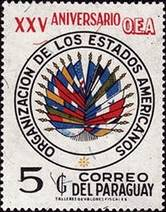 XXV ANIVERSARIO OEA
ORGANIZACION DE LOS ESTADOS AMERICANOS
5 ₲ CORREO
DEL PARAGUAY
TALLERES DE VALORES FISCALES